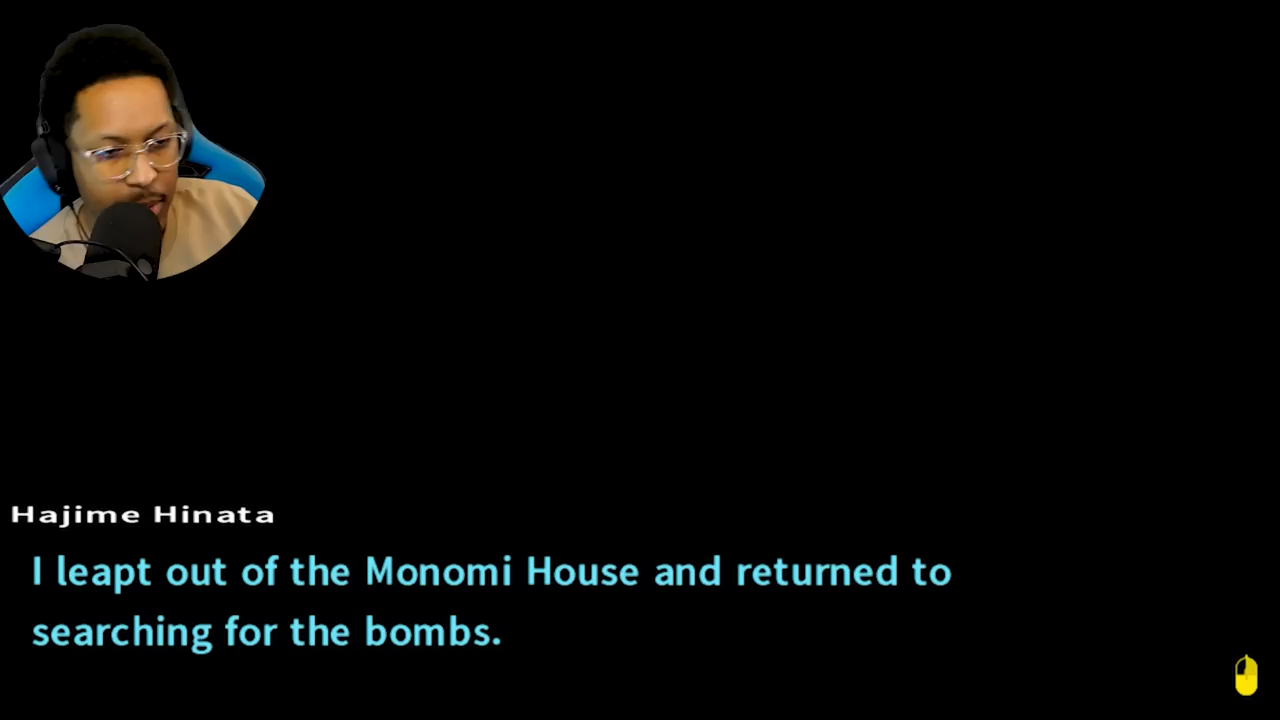 Hajime Hinata
I leapt out of the Monomi House and returned to
searching for the bombs.